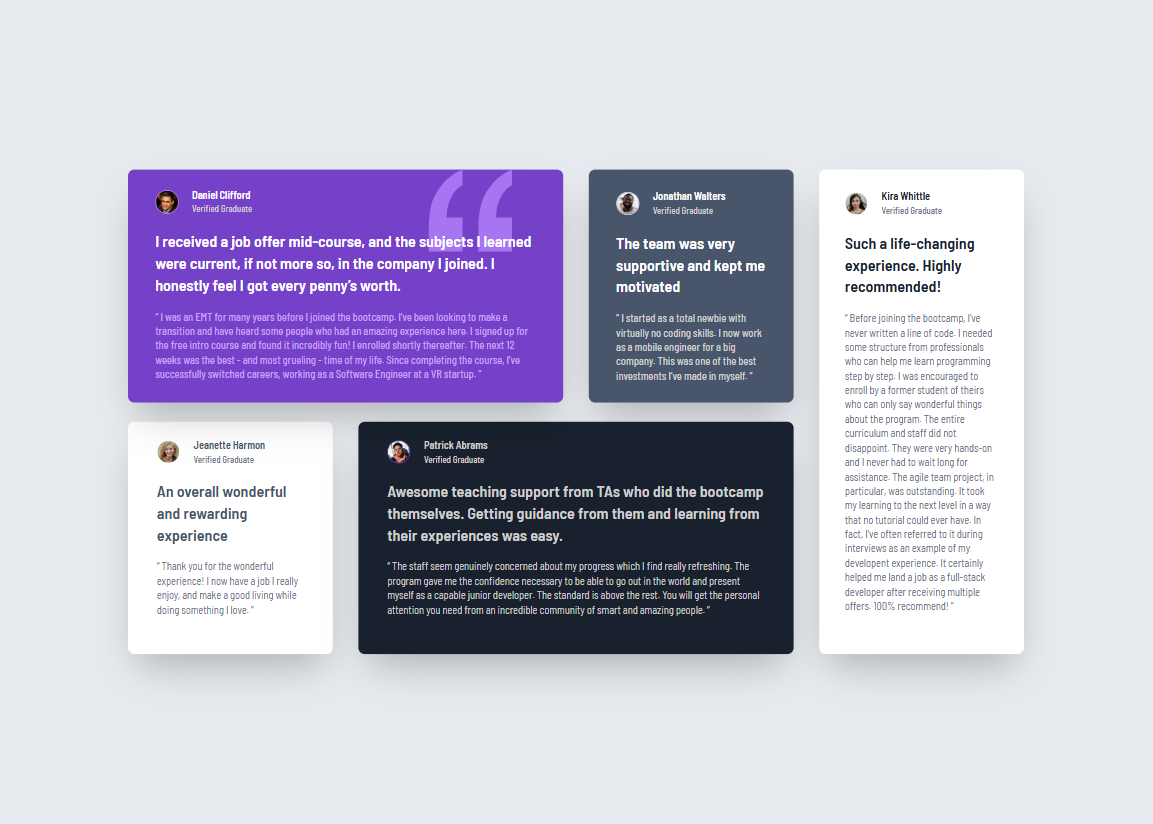 Daniel Clifford
Verified Graduate
I received a job offer mid-course, and the subjects I learned
were current, if not more so, in the company I joined. I
honestly feel I got every penny’s worth.
“ I was an EMT for many years before I joined the bootcamp. I’ve been looking to make a
transition and have heard some people who had an amazing experience here. I signed up for
the free intro course and found it incredibly fun! I enrolled shortly thereafter. The next 12
weeks was the best - and most grueling - time of my life. Since completing the course, I’ve
successfully switched careers, working as a Software Engineer at a VR startup. ”
Jonathan Walters
Verified Graduate
The team was very
supportive and kept me
motivated
“ I started as a total newbie with
virtually no coding skills. I now work
as a mobile engineer for a big
company. This was one of the best
investments I’ve made in myself. ”
Kira Whittle
Verified Graduate
Such a life-changing
experience. Highly
recommended!
“ Before joining the bootcamp, I’ve
never written a line of code. I needed
some structure from professionals
who can help me learn programming
step by step. I was encouraged to
enroll by a former student of theirs
who can only say wonderful things
about the program. The entire
curriculum and staff did not
disappoint. They were very hands-on
and I never had to wait long for
assistance. The agile team project, in
particular, was outstanding. It took
my learning to the next level in a way
that no tutorial could ever have. In
fact, I’ve often referred to it during
interviews as an example of my
developent experience. It certainly
helped me land a job as a full-stack
developer after receiving multiple
offers. 100% recommend! ”
Jeanette Harmon
Verified Graduate
An overall wonderful
and rewarding
experience
“ Thank you for the wonderful
experience! I now have a job I really
enjoy, and make a good living while
doing something I love. ”
Patrick Abrams
Verified Graduate
Awesome teaching support from TAs who did the bootcamp
themselves. Getting guidance from them and learning from
their experiences was easy.
“ The staff seem genuinely concerned about my progress which I find really refreshing. The
program gave me the confidence necessary to be able to go out in the world and present
myself as a capable junior developer. The standard is above the rest. You will get the personal
attention you need from an incredible community of smart and amazing people. ”